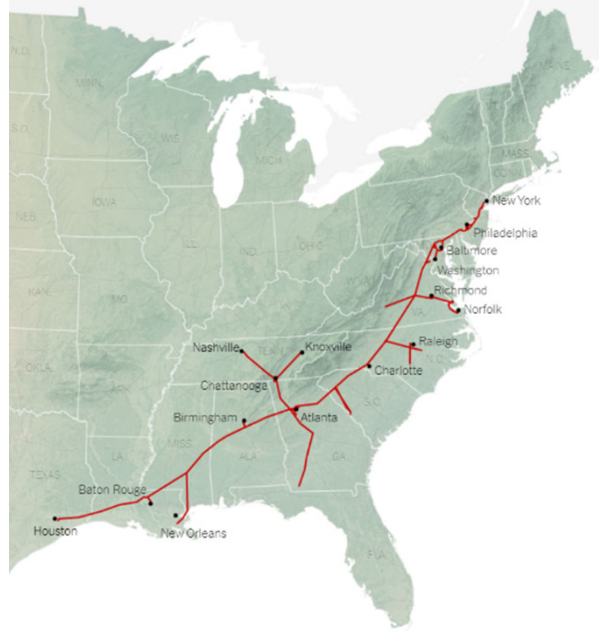 N.D.
MINN.
MAINE
S.D.
WIS.
MICH.
MASS.
CONN.
NEB.
IOWA
New York
Philadelphia
ILL.
IND.
OHIO
Baltimore
Washington
KAN.
MO.
W.VA.
Richmond
VA.
Norfolk
Nashville
TENN.
Knoxville
Raleigh
N.C.
OKLA.
Chattanooga
Charlotte
S.C.
Birmingham
Atlanta
MISS.
LA.
ALA.
GA.
TEXAS
Baton Rouge
Houston
New Orleans
FLA.